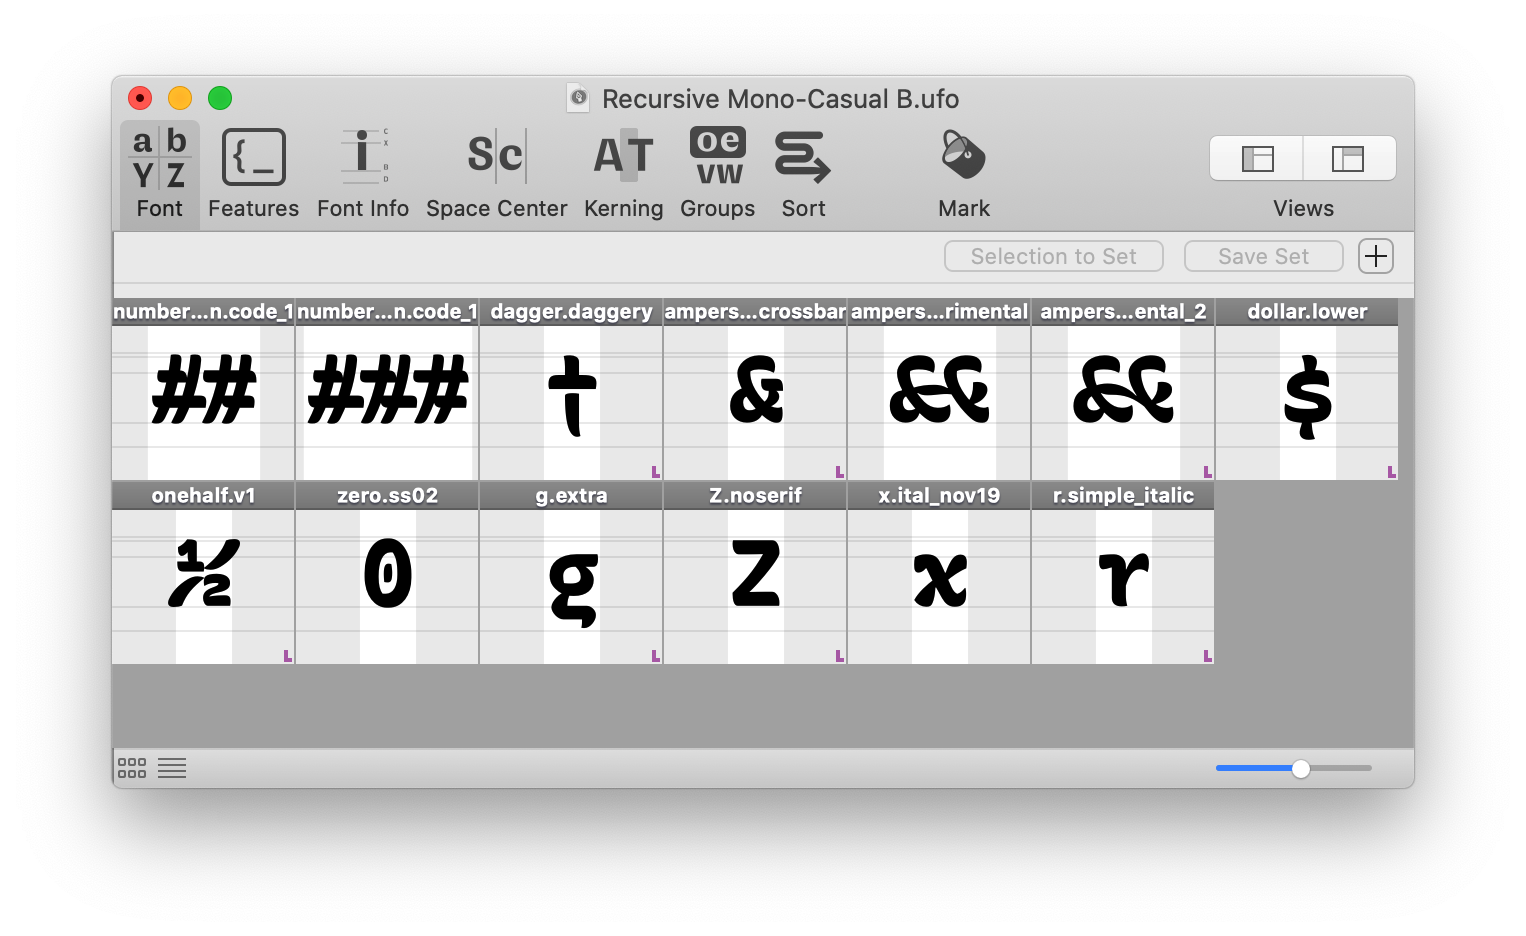 Recursive Mono-Casual B.ufo
Font Features Font Info Space Center Kerning Groups Sort Mark Views
Selection to Set Save Set
number...n.code_1 number...n.code_1 dagger.daggery ampers...crossbar ampers...rimental ampers...ental_2 dollar.lower
## ### † & && && $
L L L L
onehalf.v1 zero.ss02 g.extra Z.noserif x.ital_nov19 r.simple_italic
½ 0 g Z x r
L L L L